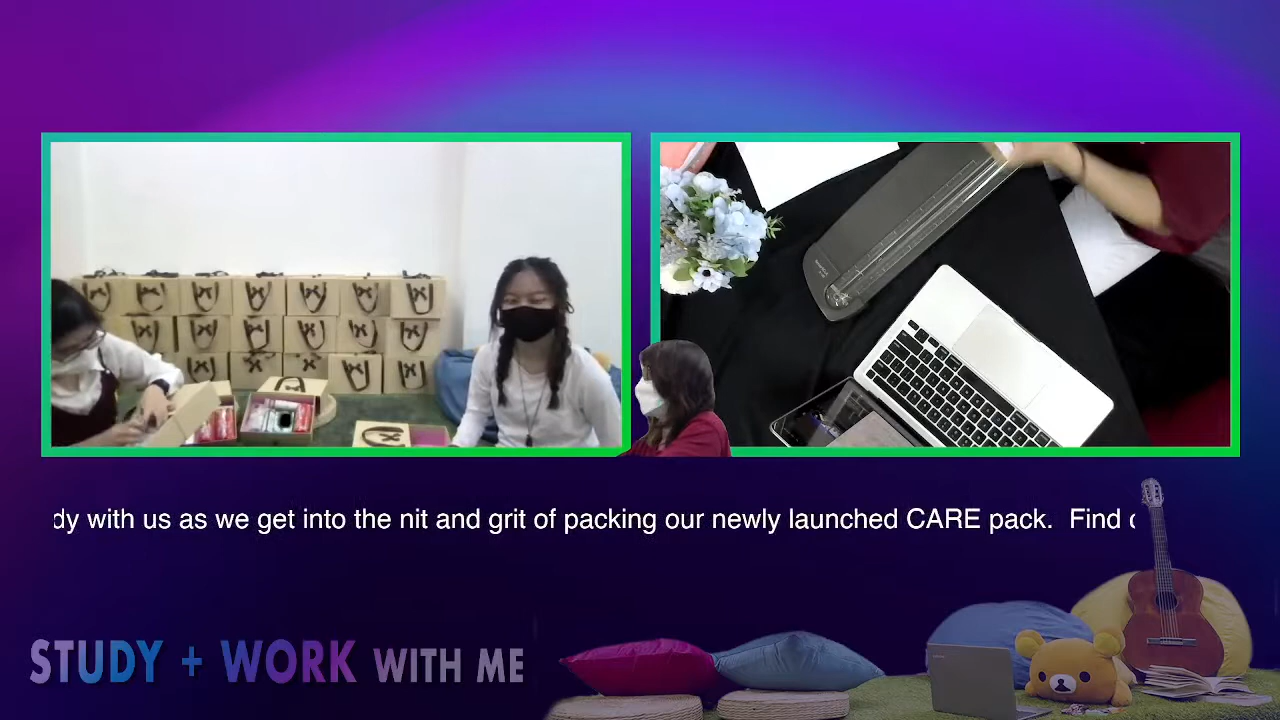 dy with us as we get into the nit and grit of packing our newly launched CARE pack.  Find
STUDY + WORK WITH ME